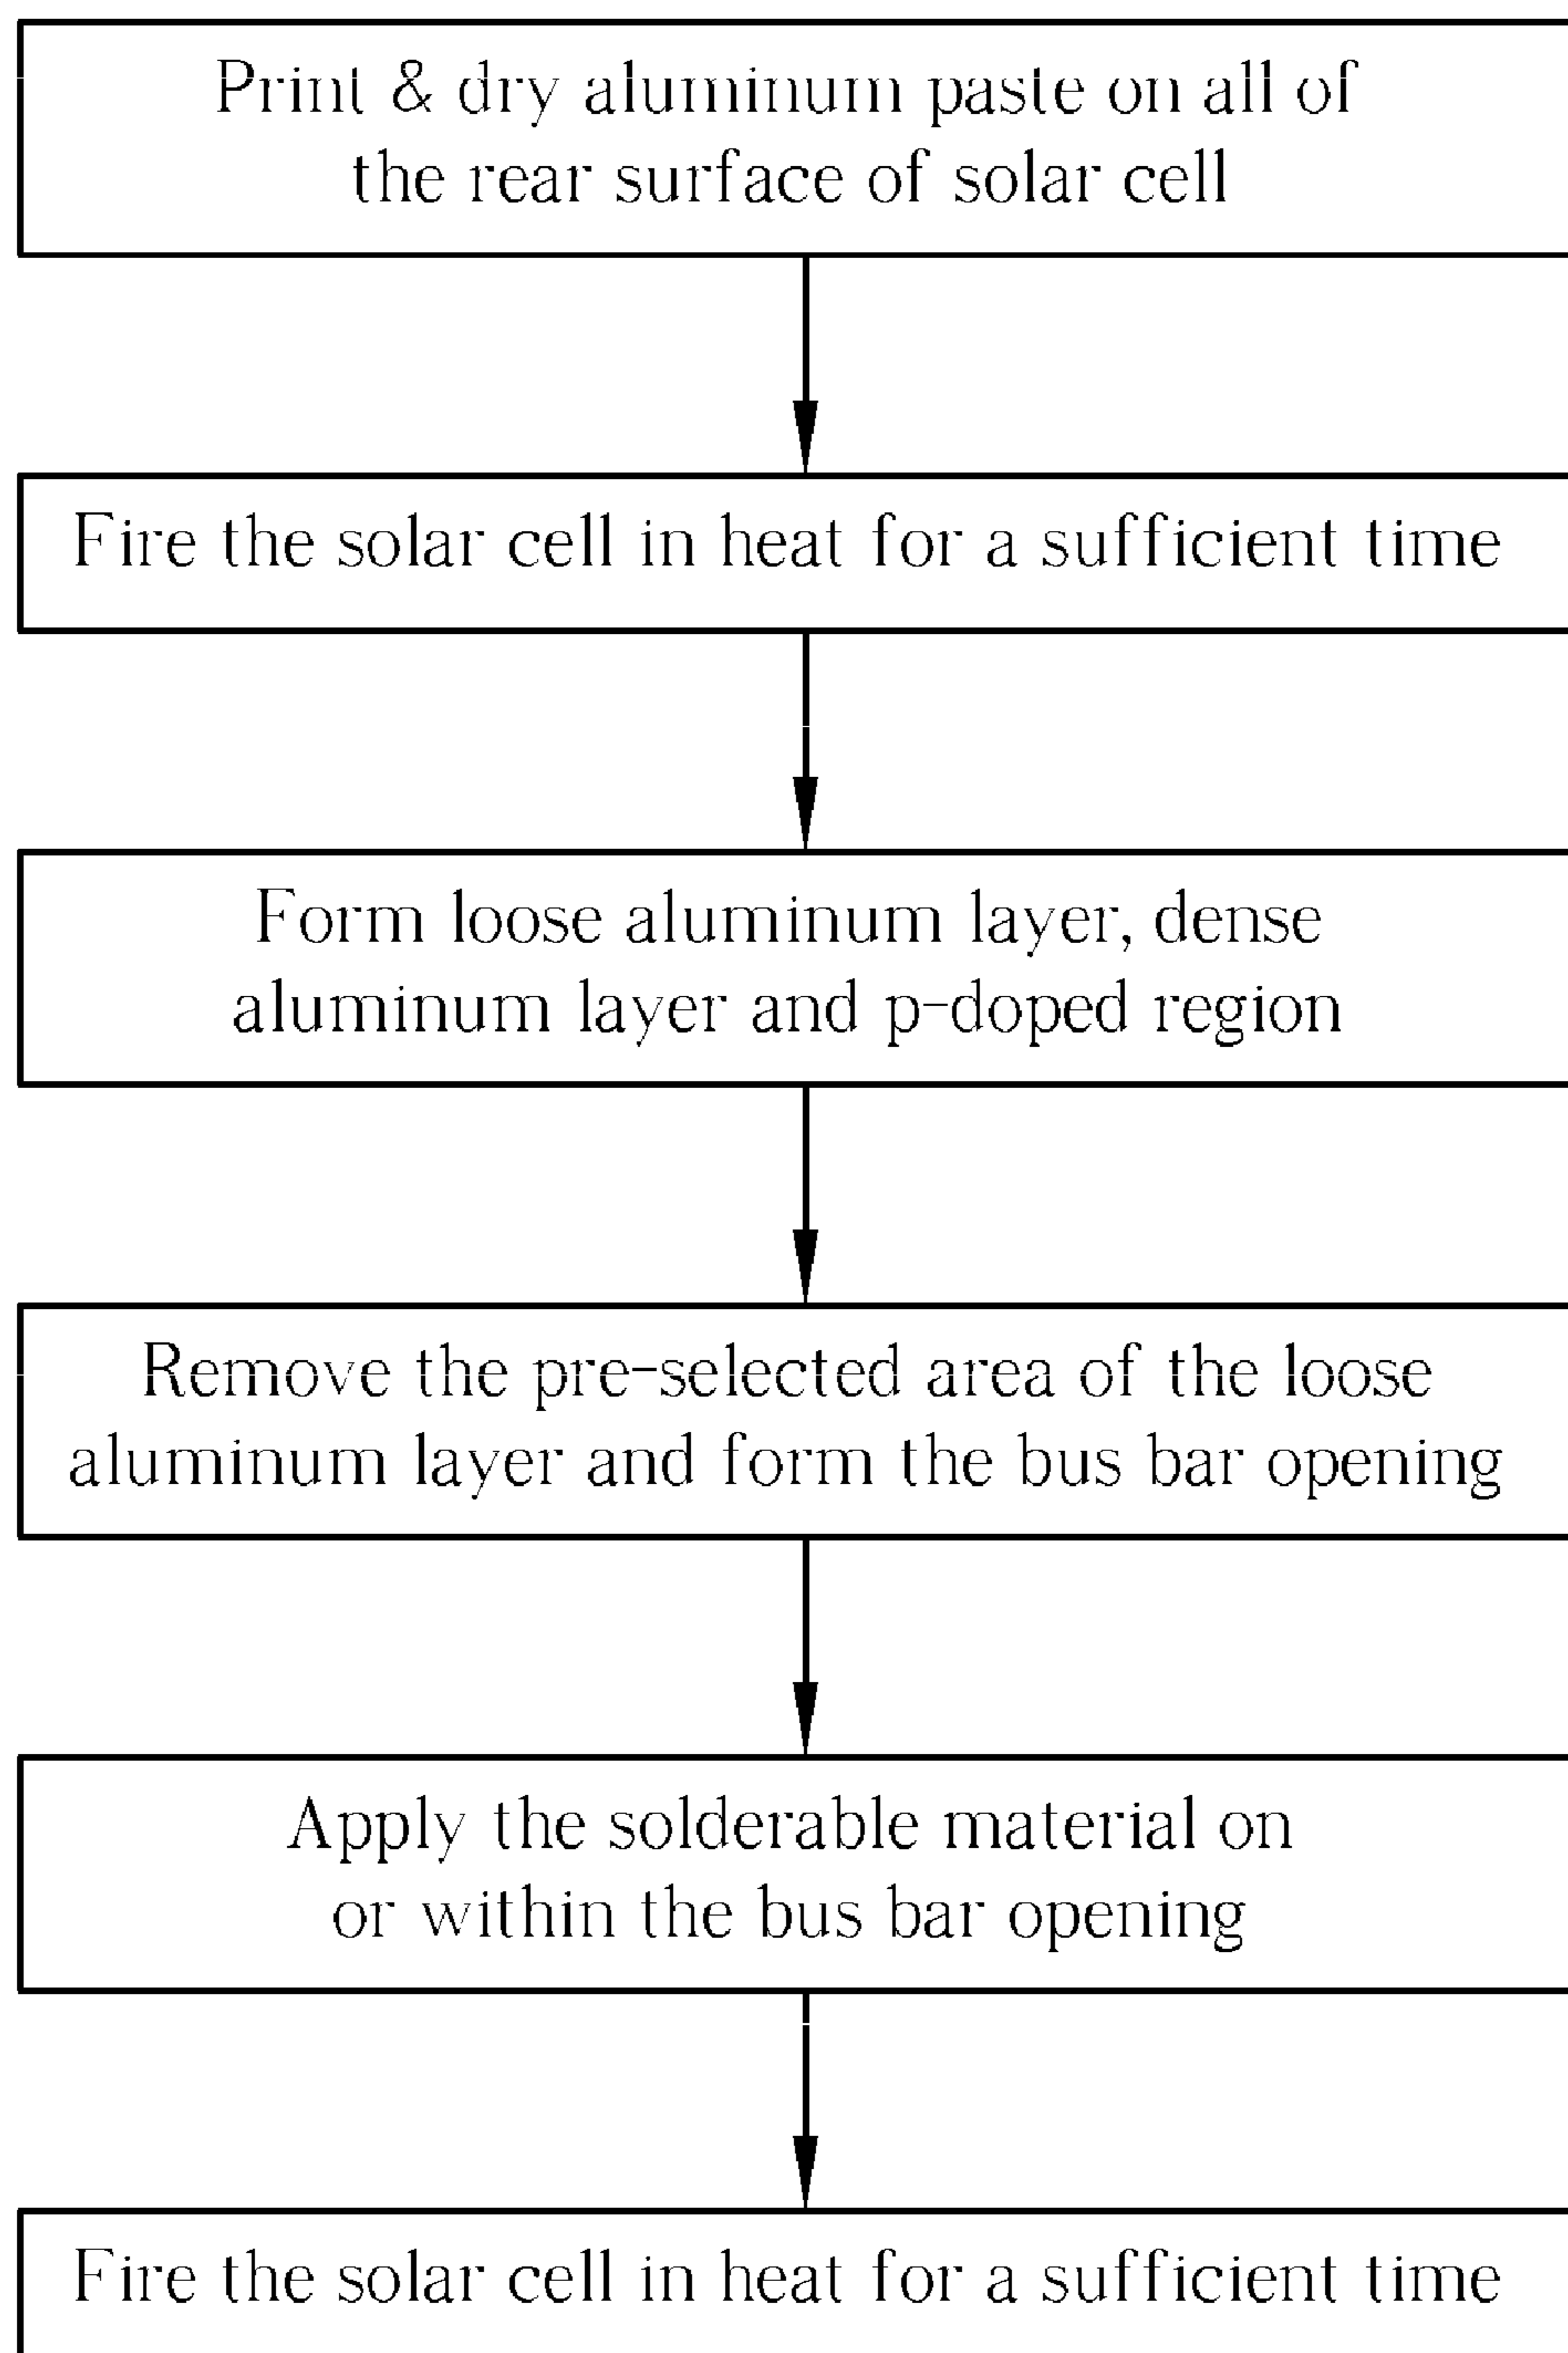 Print & dry aluminum paste on all of
the rear surface of solar cell
Fire the solar cell in heat for a sufficient time
Form loose aluminum layer, dense
aluminum layer and p-doped region
Remove the pre-selected area of the loose
aluminum layer and form the bus bar opening
Apply the solderable material on
or within the bus bar opening
Fire the solar cell in heat for a sufficient time